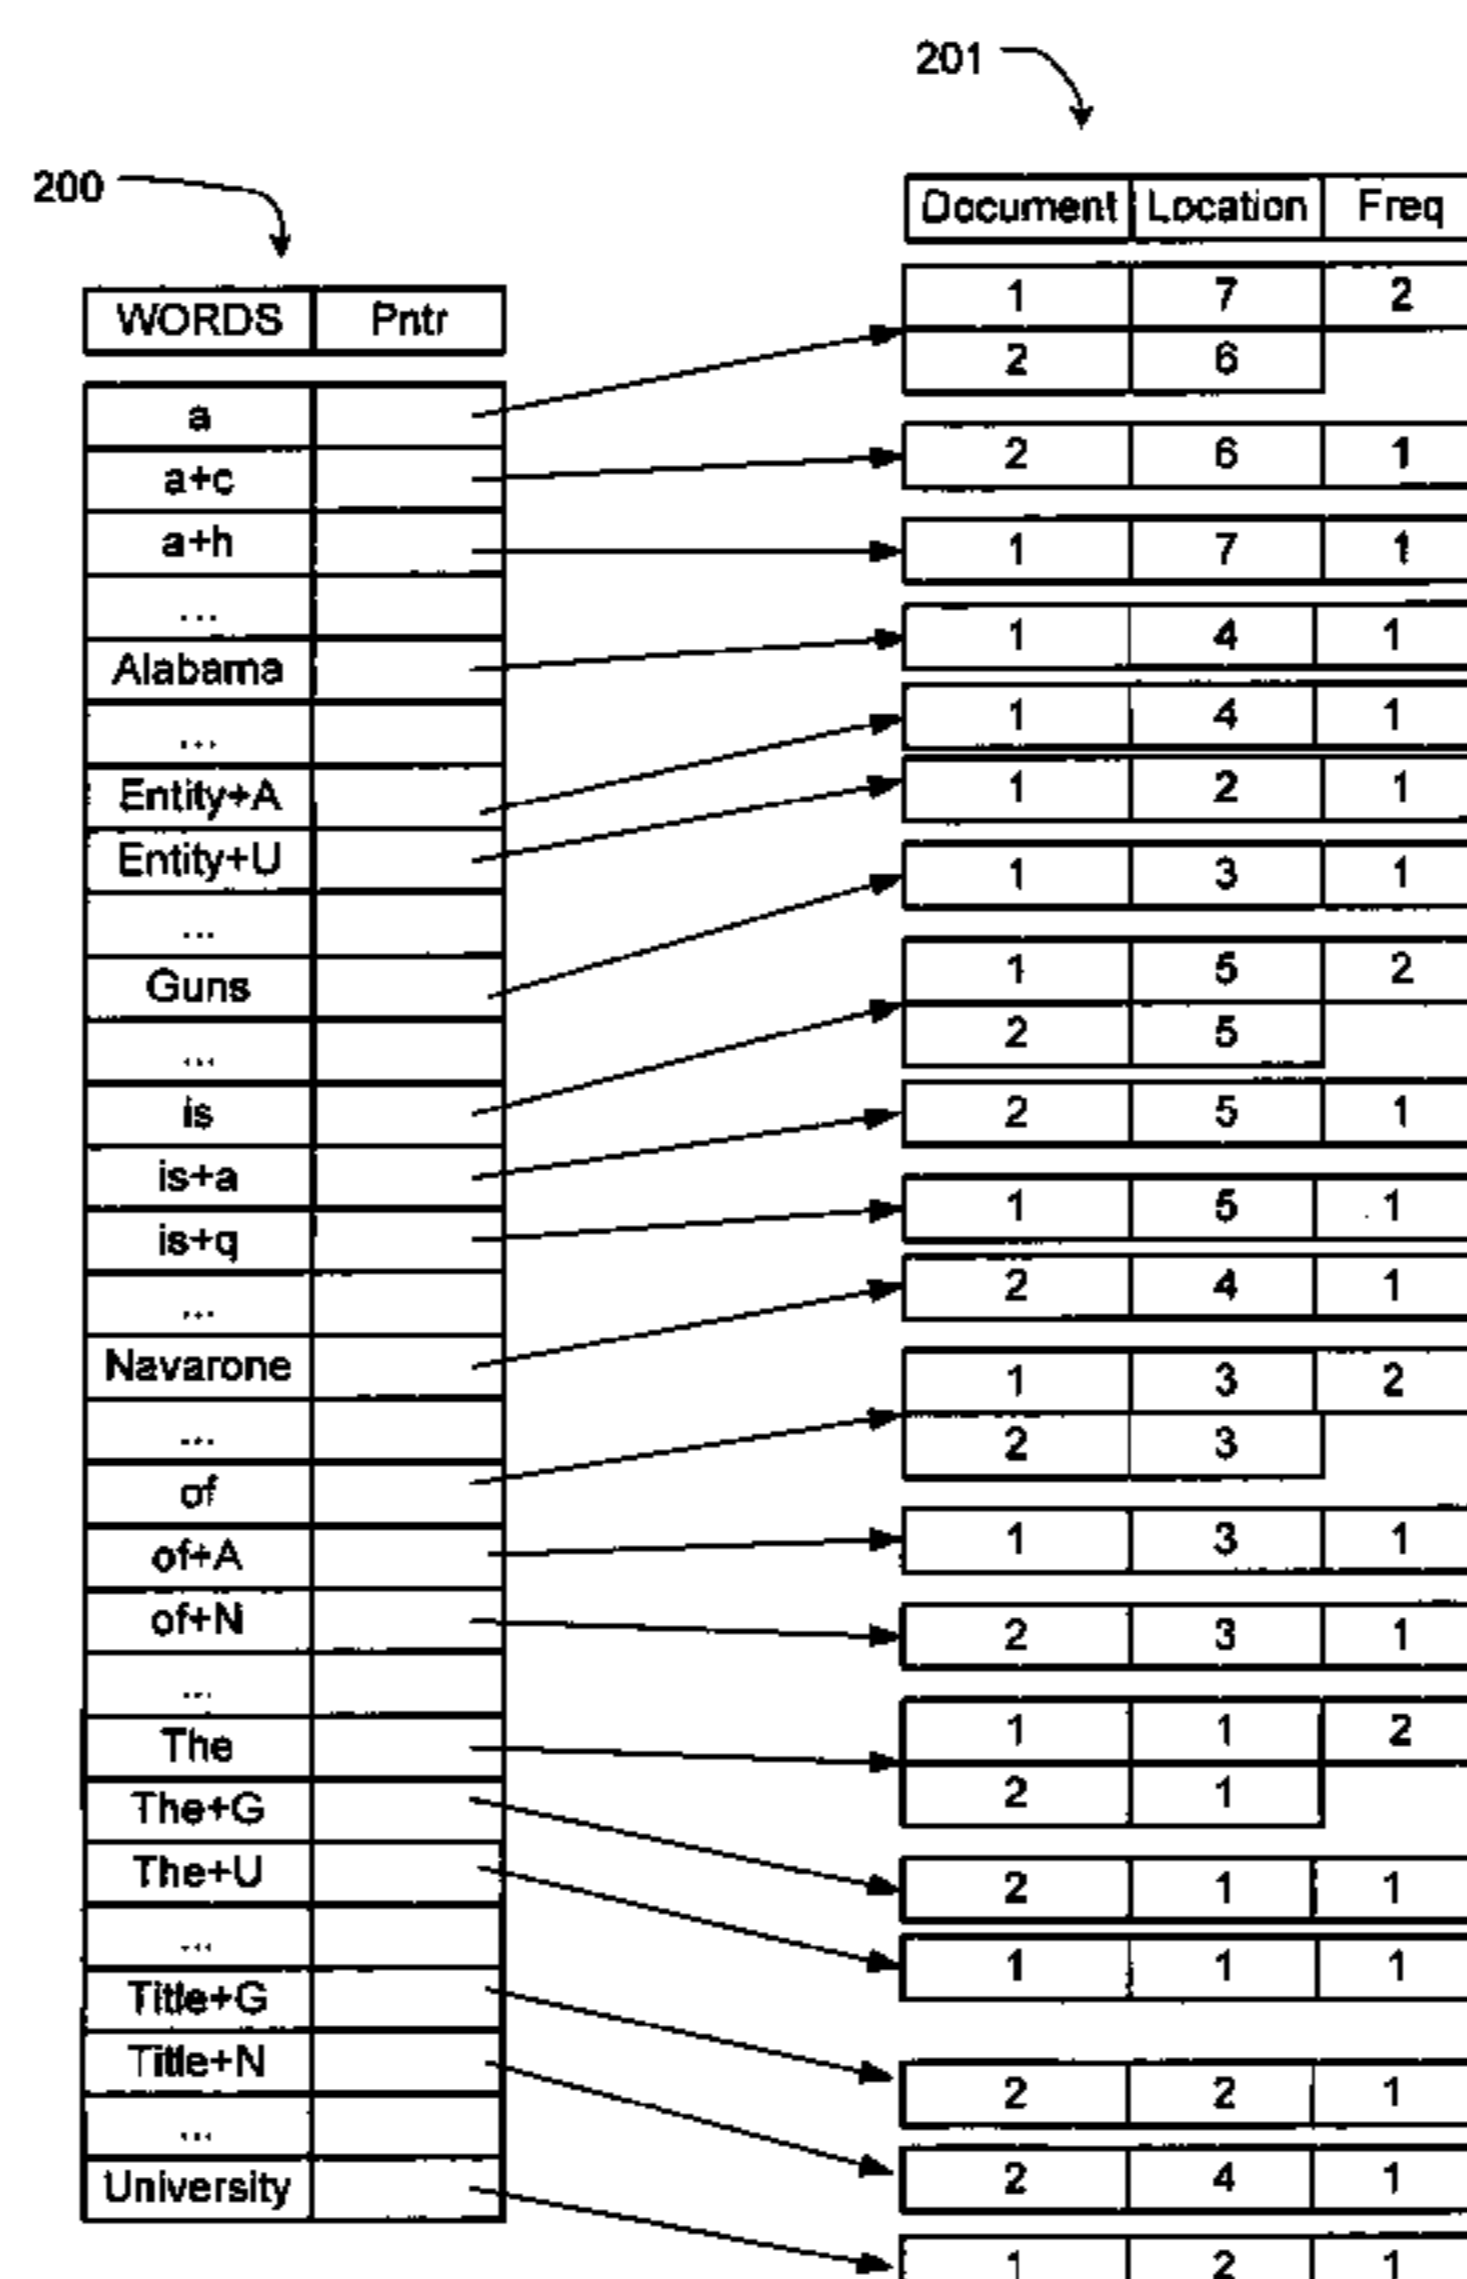 201
200
Document Location Freq
1 7 2
WORDS Pntr
2 6
a
2 6 1
a+c
a+h
1 7 1
...
1 4 1
Alabama
1 4 1
...
Entity+A
1 2 1
Entity+U
1 3 1
...
1 5 2
Guns
2 5
...
is
2 5 1
is+a
1 5 1
is+q
2 4 1
...
Navarone
1 3 2
...
2 3
of
1 3 1
of+A
of+N
2 3 1
...
1 1 2
The
2 1
The+G
The+U
2 1 1
...
1 1 1
Title+G
Title+N
2 2 1
...
2 4 1
University
1 2 1